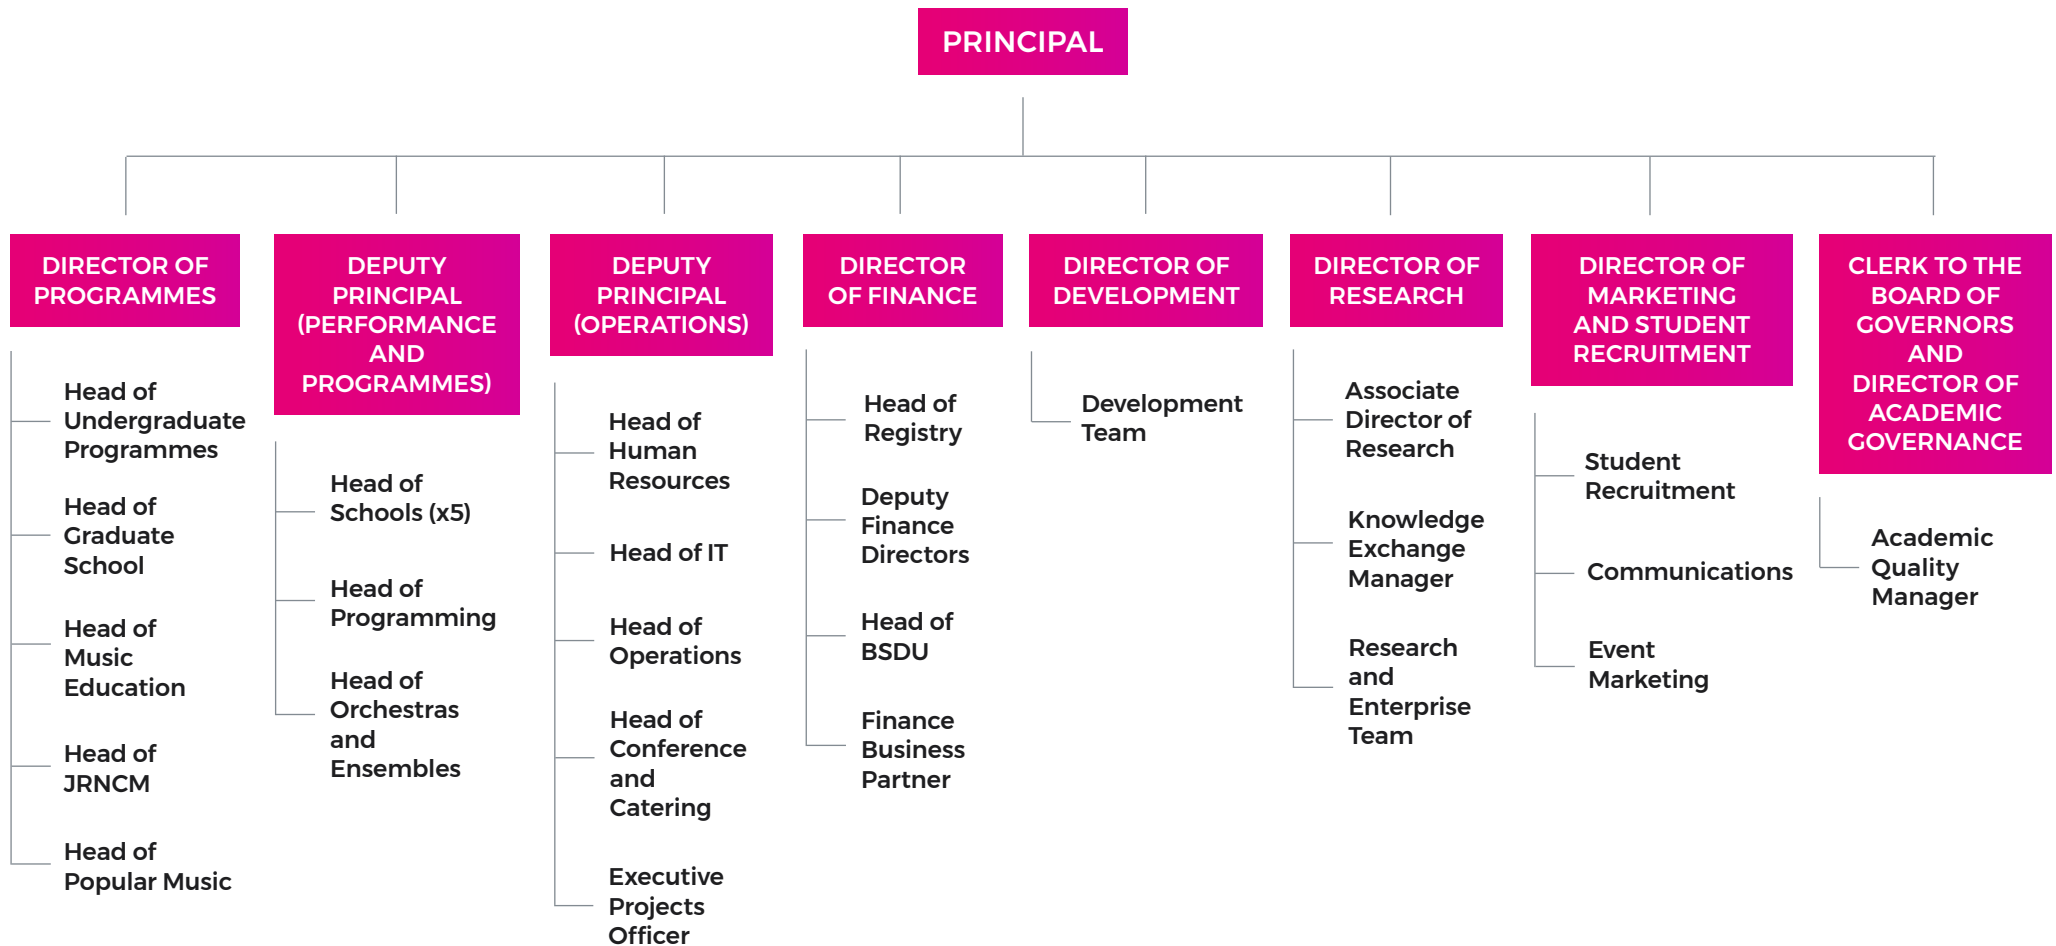 PRINCIPAL
DIRECTOR OF
PROGRAMMES
Head of
Undergraduate
Programmes
Head of
Graduate
School
Head of
Music
Education
Head of
JRNCM
Head of
Popular Music
DEPUTY
PRINCIPAL
(PERFORMANCE
AND
PROGRAMMES)
Head of
Schools (x5)
Head of
Programming
Head of
Orchestras
and
Ensembles
DEPUTY
PRINCIPAL
(OPERATIONS)
Head of
Human
Resources
Head of IT
Head of
Operations
Head of
Conference
and
Catering
Executive
Projects
Officer
DIRECTOR
OF FINANCE
Head of
Registry
Deputy
Finance
Directors
Head of
BSDU
Finance
Business
Partner
DIRECTOR OF
DEVELOPMENT
Development
Team
DIRECTOR OF
RESEARCH
Associate
Director of
Research
Knowledge
Exchange
Manager
Research
and
Enterprise
Team
DIRECTOR OF
MARKETING
AND STUDENT
RECRUITMENT
Student
Recruitment
Communications
Event
Marketing
CLERK TO THE
BOARD OF
GOVERNORS
AND
DIRECTOR OF
ACADEMIC
GOVERNANCE
Academic
Quality
Manager